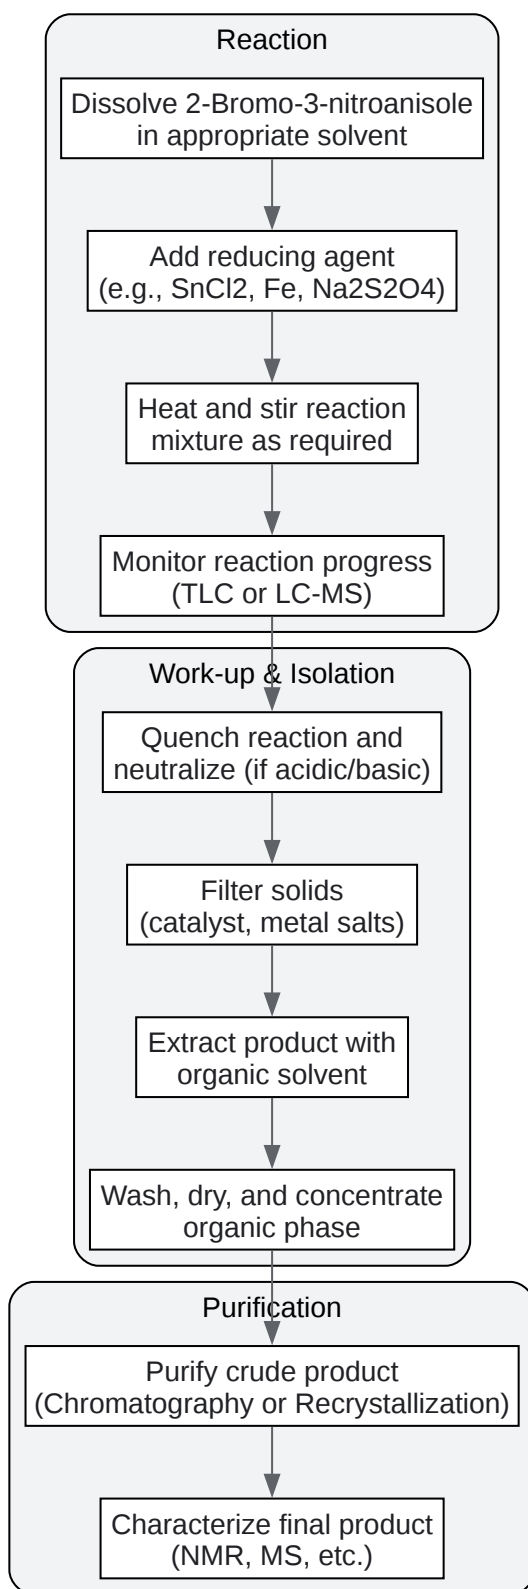 Reaction
Dissolve 2-Bromo-3-nitroanisole
in appropriate solvent
Add reducing agent
(e.g., SnCl2, Fe, Na2S2O4)
Heat and stir reaction
mixture as required
Monitor reaction progress
(TLC or LC-MS)
Work-up & Isolation
Quench reaction and
neutralize (if acidic/basic)
Filter solids
(catalyst, metal salts)
Extract product with
organic solvent
Wash, dry, and concentrate
organic phase
Purification
Purify crude product
(Chromatography or Recrystallization)
Characterize final product
(NMR, MS, etc.)